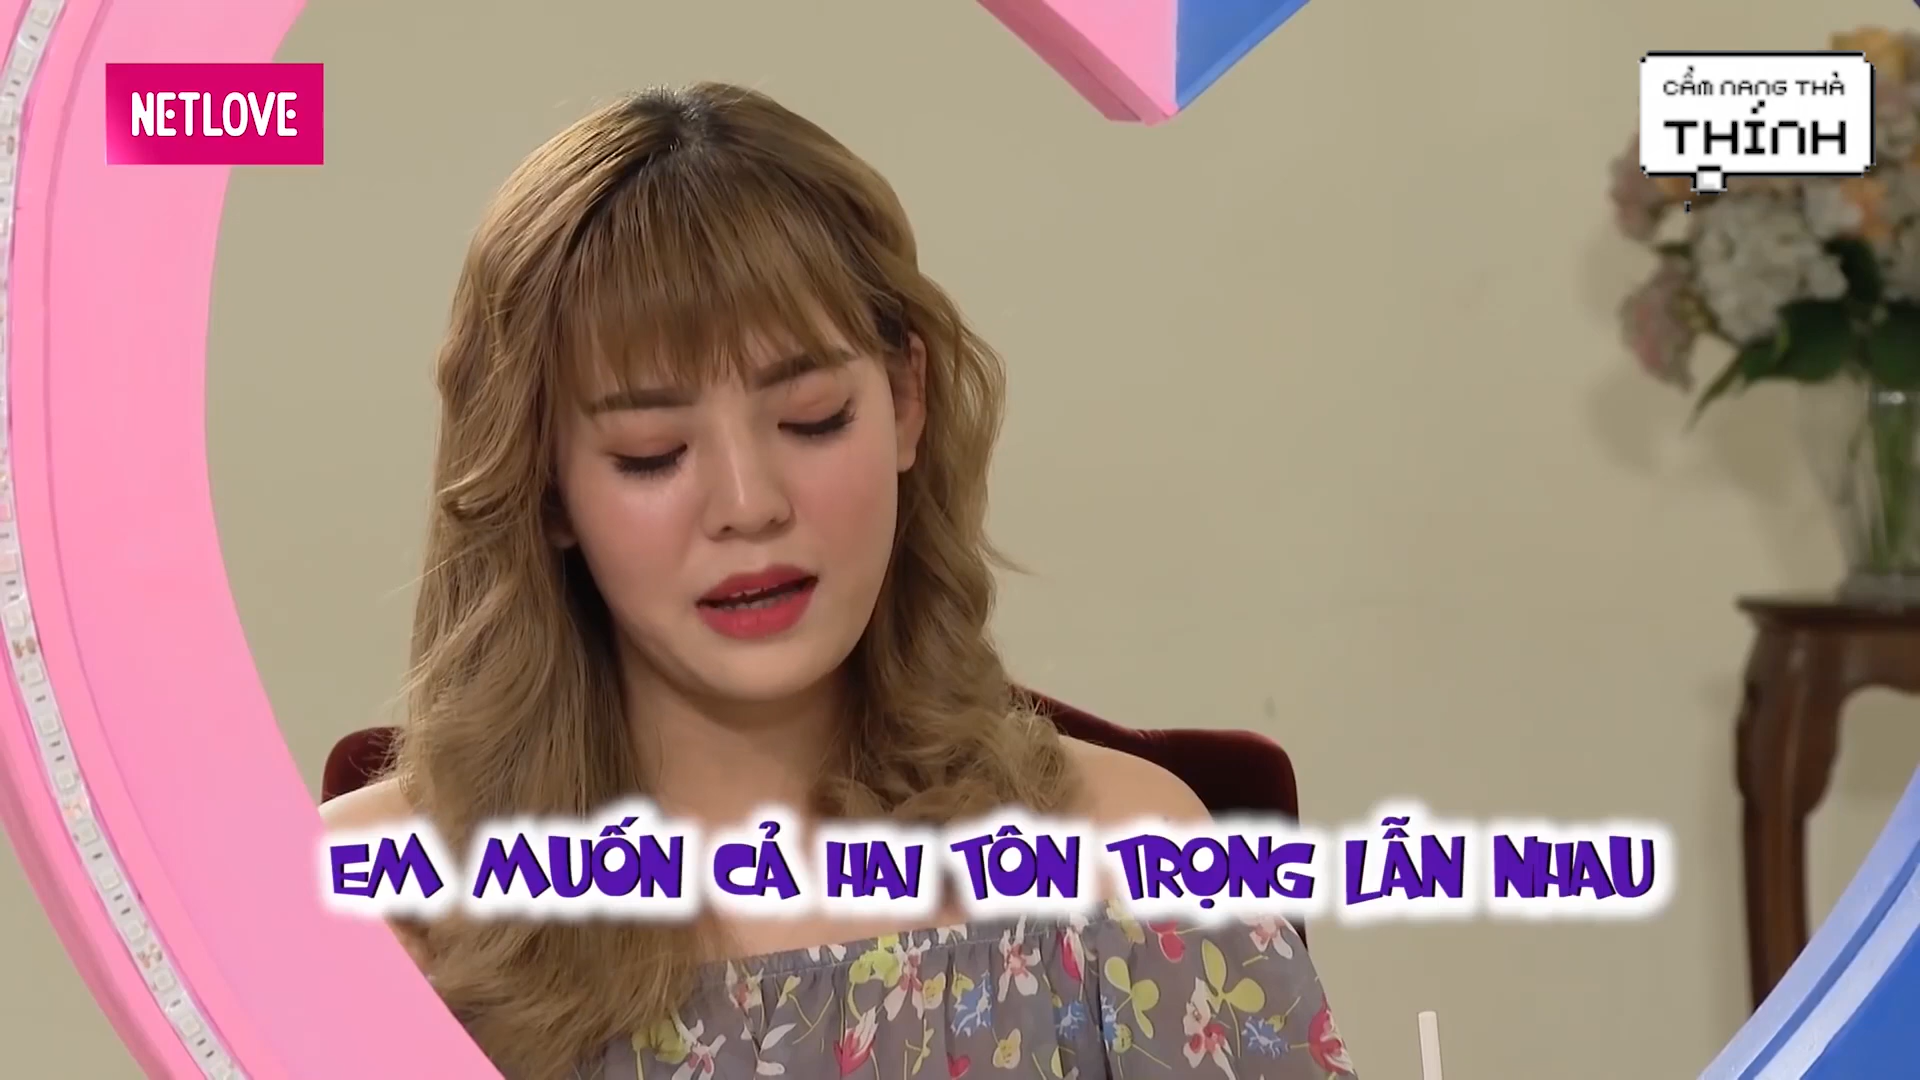 NETLOVE
CẨM NANG THẢ
THÍNH
EM MUỐN CẢ HAI TÔN TRỌNG LẪN NHAU